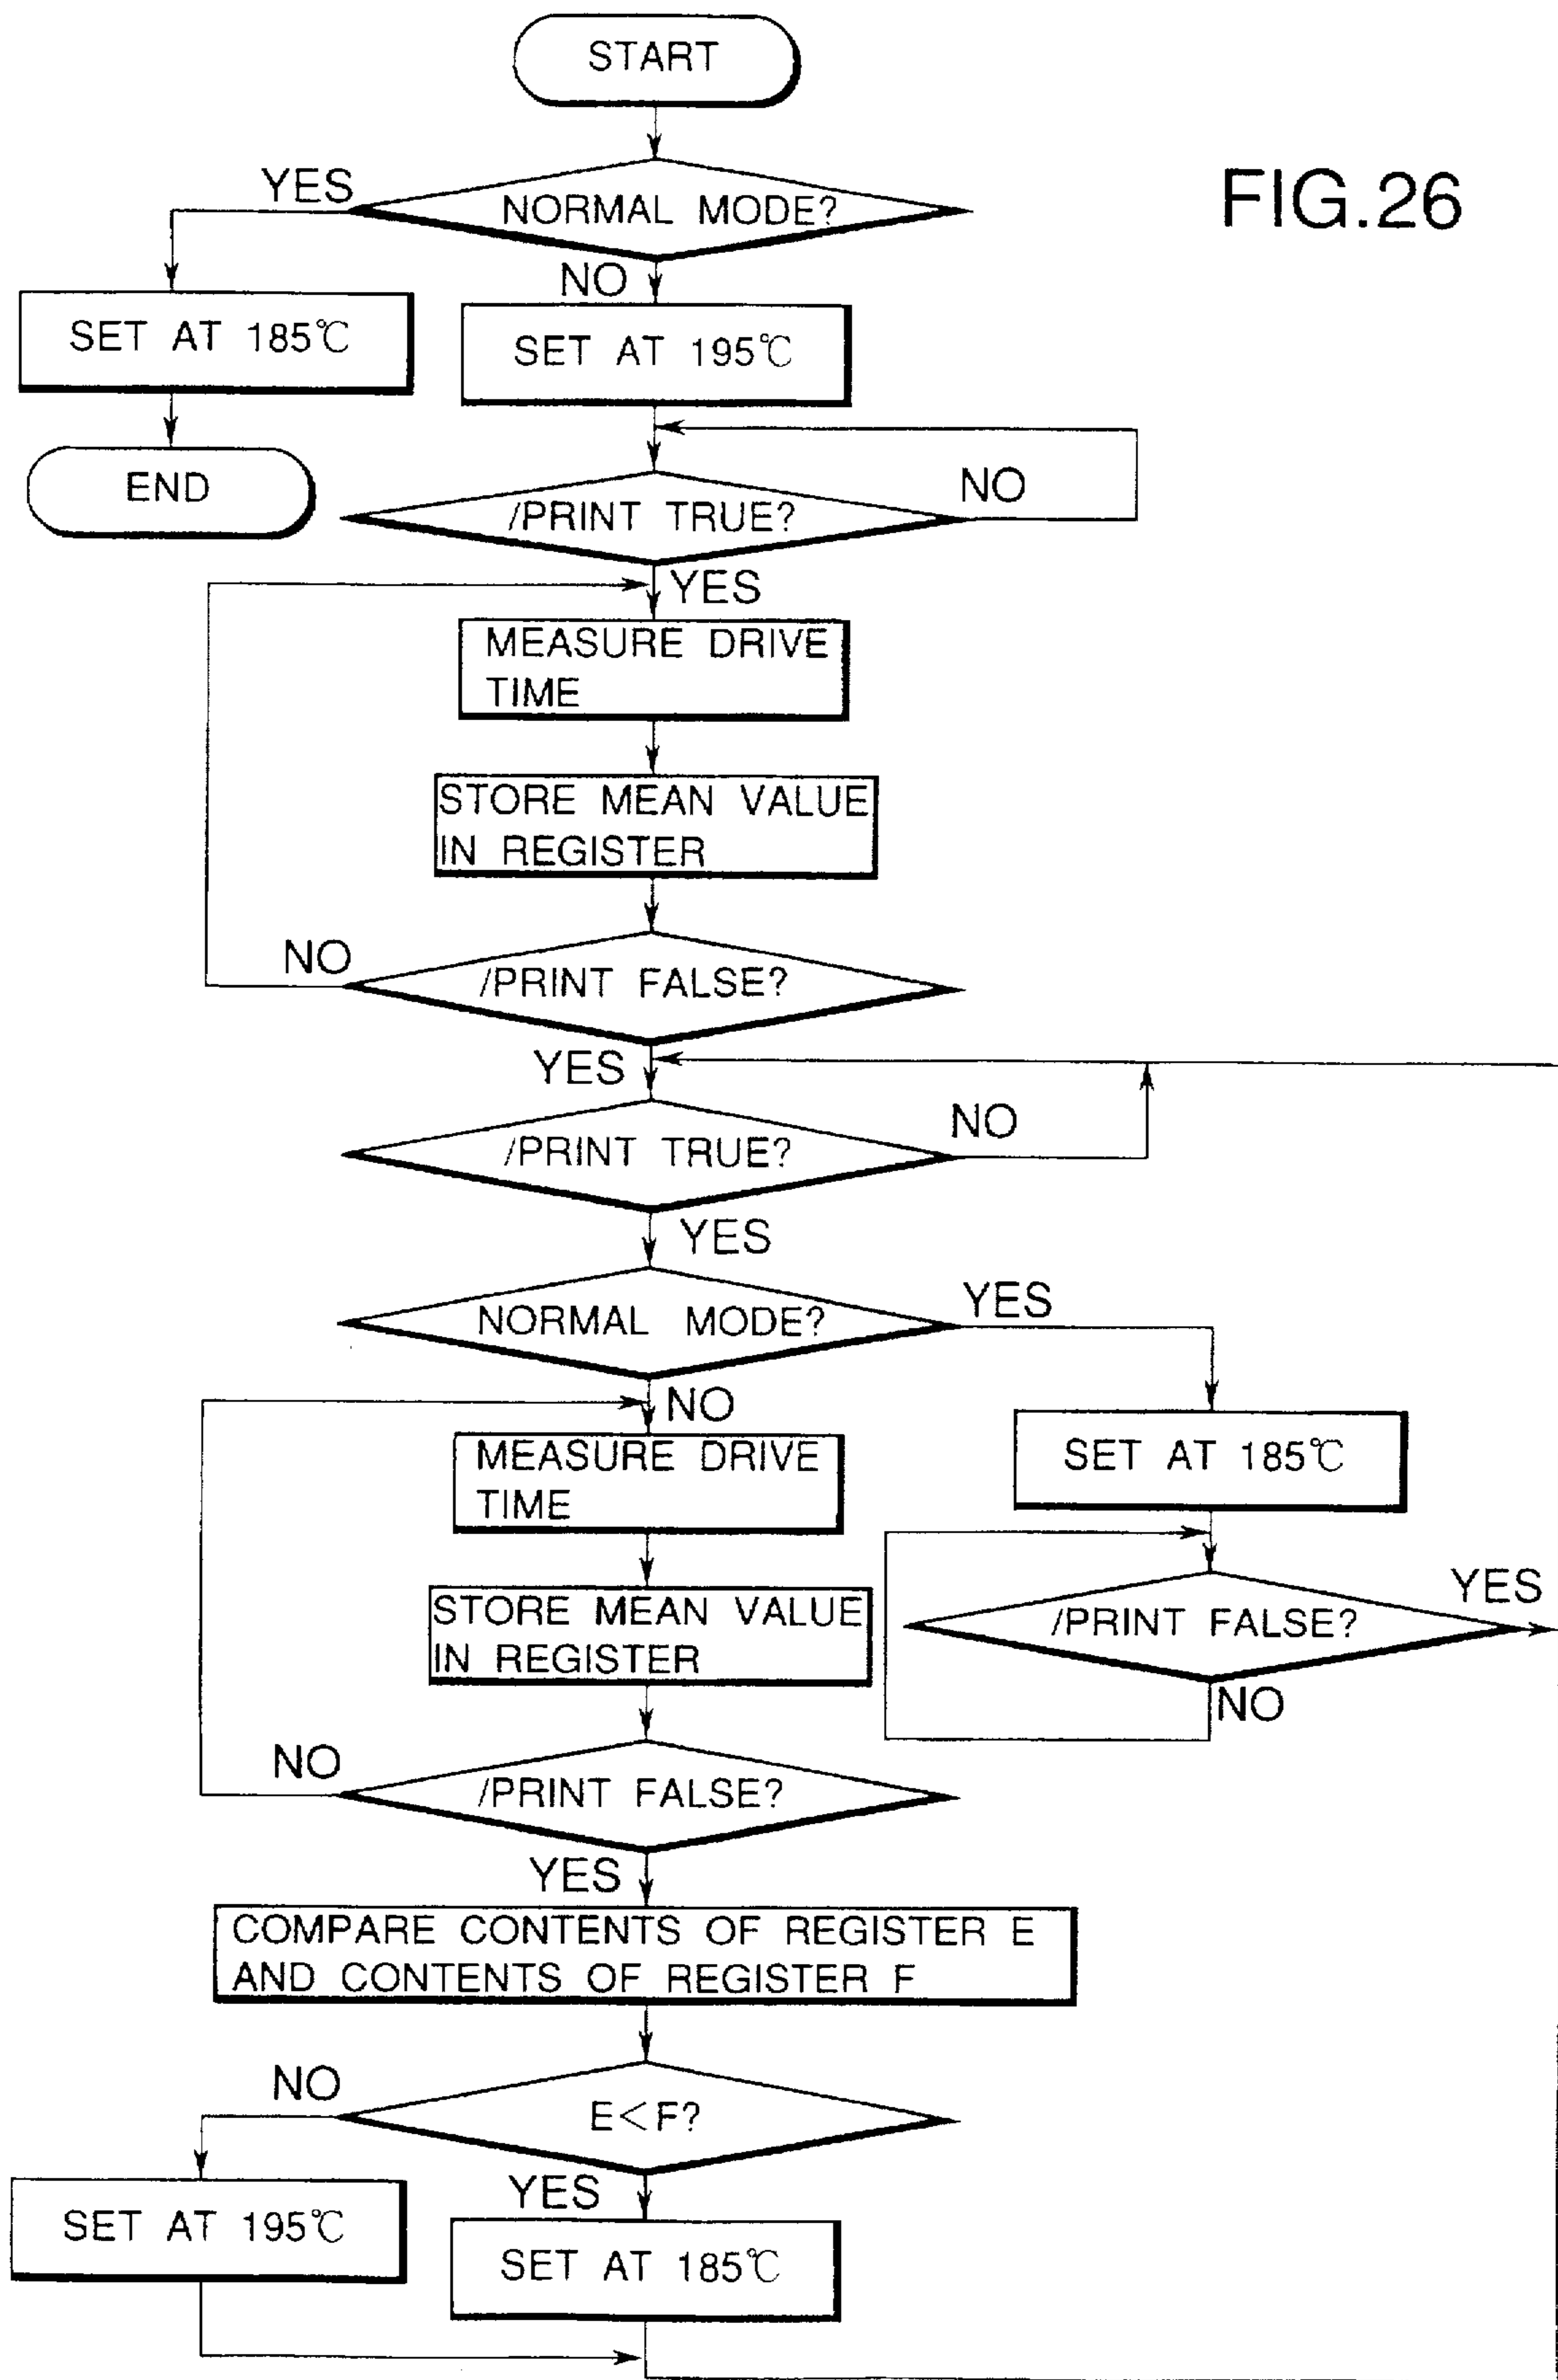 START
FIG.26
YES
NORMAL MODE?
NO
SET AT 185℃
SET AT 195℃
END
/PRINT TRUE?
NO
YES
MEASURE DRIVE
TIME
STORE MEAN VALUE
IN REGISTER
NO
/PRINT FALSE?
YES
/PRINT TRUE?
NO
YES
NORMAL MODE?
YES
NO
MEASURE DRIVE
TIME
SET AT 185℃
STORE MEAN VALUE
IN REGISTER
/PRINT FALSE?
YES
NO
NO
/PRINT FALSE?
YES
COMPARE CONTENTS OF REGISTER E
AND CONTENTS OF REGISTER F
NO
E<F?
YES
SET AT 195℃
SET AT 185℃